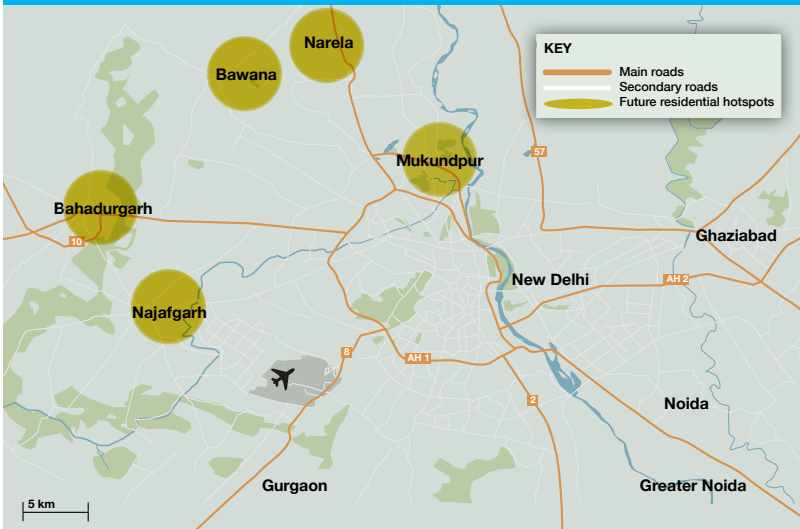 Narela
Bawana
KEY
Main roads
Secondary roads
Future residential hotspots
57
Mukundpur
Bahadurgarh
10
Ghaziabad
New Delhi
AH 2
Najafgarh
8
AH 1
2
Noida
Gurgaon
Greater Noida
5 km